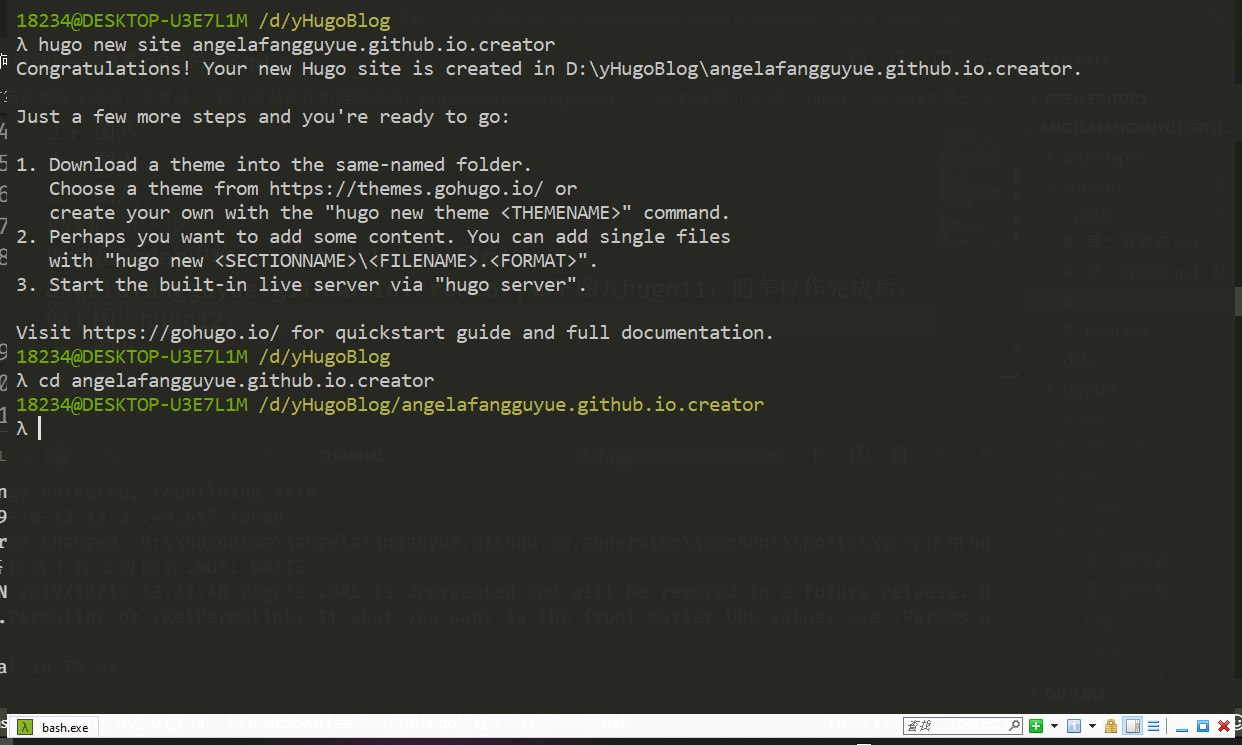 18234@DESKTOP-U3E7L1M /d/yHugoBlog
λ hugo new site angelafangguyue.github.io.creator
Congratulations! Your new Hugo site is created in D:\yHugoBlog\angelafangguyue.github.io.creator.
Just a few more steps and you're ready to go:
1. Download a theme into the same-named folder.
Choose a theme from https://themes.gohugo.io/ or
create your own with the "hugo new theme <THEMENAME>" command.
2. Perhaps you want to add some content. You can add single files
with "hugo new <SECTIONNAME>\<FILENAME>.<FORMAT>".
3. Start the built-in live server via "hugo server".
Visit https://gohugo.io/ for quickstart guide and full documentation.
18234@DESKTOP-U3E7L1M /d/yHugoBlog
λ cd angelafangguyue.github.io.creator
18234@DESKTOP-U3E7L1M /d/yHugoBlog/angelafangguyue.github.io.creator
λ
TERMINAL
OUTLINE
bash.exe
查找